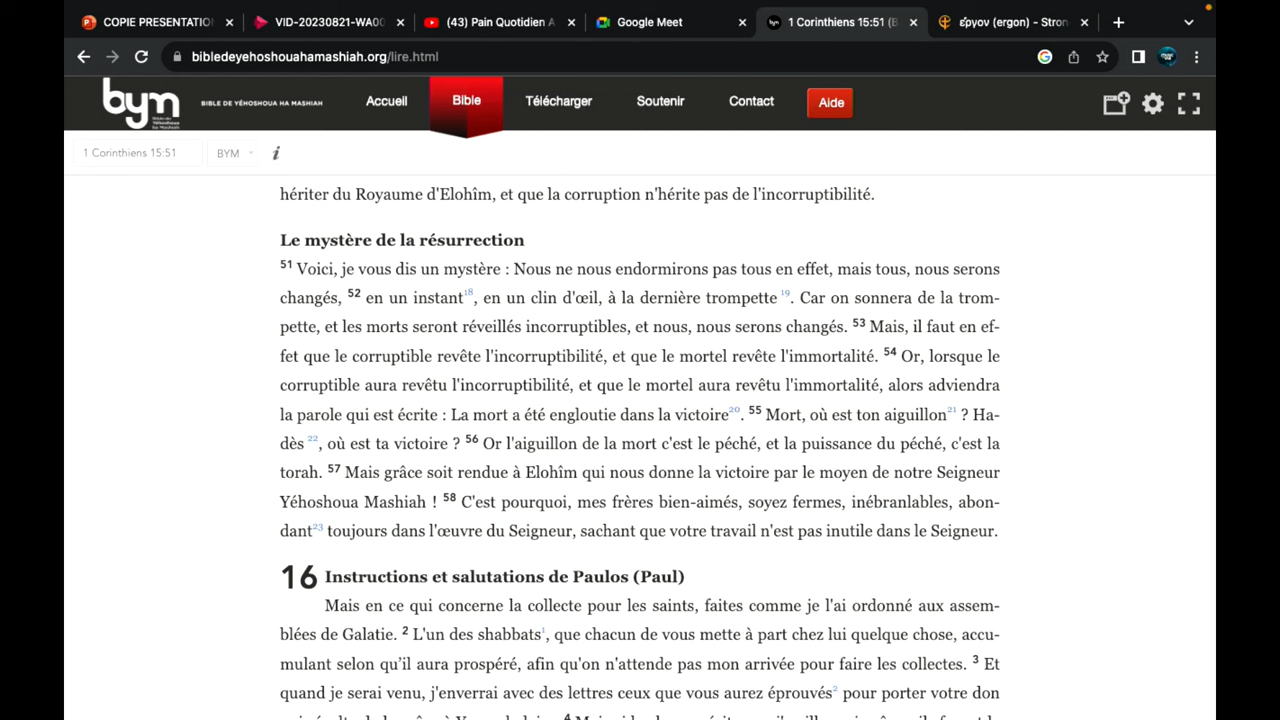 COPIE PRESENTATION
VID-20230821-WA00
(43) Pain Quotidien A
Google Meet
1 Corinthiens 15:51 (B
εργον (ergon) - Stron
bibledeyehoshouahamashiah.org/lire.html
bym
BIBLE DE YÉHOSHOUA HA MASHIAH
Accueil
Bible
Télécharger
Soutenir
Contact
Aide
1 Corinthiens 15:51
BYM
i
hériter du Royaume d'Elohîm, et que la corruption n'hérite pas de l'incorruptibilité.
Le mystère de la résurrection
51 Voici, je vous dis un mystère : Nous ne nous endormirons pas tous en effet, mais tous, nous serons
changés, 52 en un instant18, en un clin d'œil, à la dernière trompette 19. Car on sonnera de la trom-
pette, et les morts seront réveillés incorruptibles, et nous, nous serons changés. 53 Mais, il faut en ef-
fet que le corruptible revête l'incorruptibilité, et que le mortel revête l'immortalité. 54 Or, lorsque le
corruptible aura revêtu l'incorruptibilité, et que le mortel aura revêtu l'immortalité, alors adviendra
la parole qui est écrite : La mort a été engloutie dans la victoire20. 55 Mort, où est ton aiguillon21 ? Ha-
dès 22, où est ta victoire ? 56 Or l'aiguillon de la mort c'est le péché, et la puissance du péché, c'est la
torah. 57 Mais grâce soit rendue à Elohîm qui nous donne la victoire par le moyen de notre Seigneur
Yéhoshoua Mashiah ! 58 C'est pourquoi, mes frères bien-aimés, soyez fermes, inébranlables, abon-
dant23 toujours dans l'œuvre du Seigneur, sachant que votre travail n'est pas inutile dans le Seigneur.
16 Instructions et salutations de Paulos (Paul)
Mais en ce qui concerne la collecte pour les saints, faites comme je l'ai ordonné aux assem-
blées de Galatie. 2 L'un des shabbats1, que chacun de vous mette à part chez lui quelque chose, accu-
mulant selon qu'il aura prospéré, afin qu'on n'attende pas mon arrivée pour faire les collectes. 3 Et
quand je serai venu, j'enverrai avec des lettres ceux que vous aurez éprouvés2 pour porter votre don